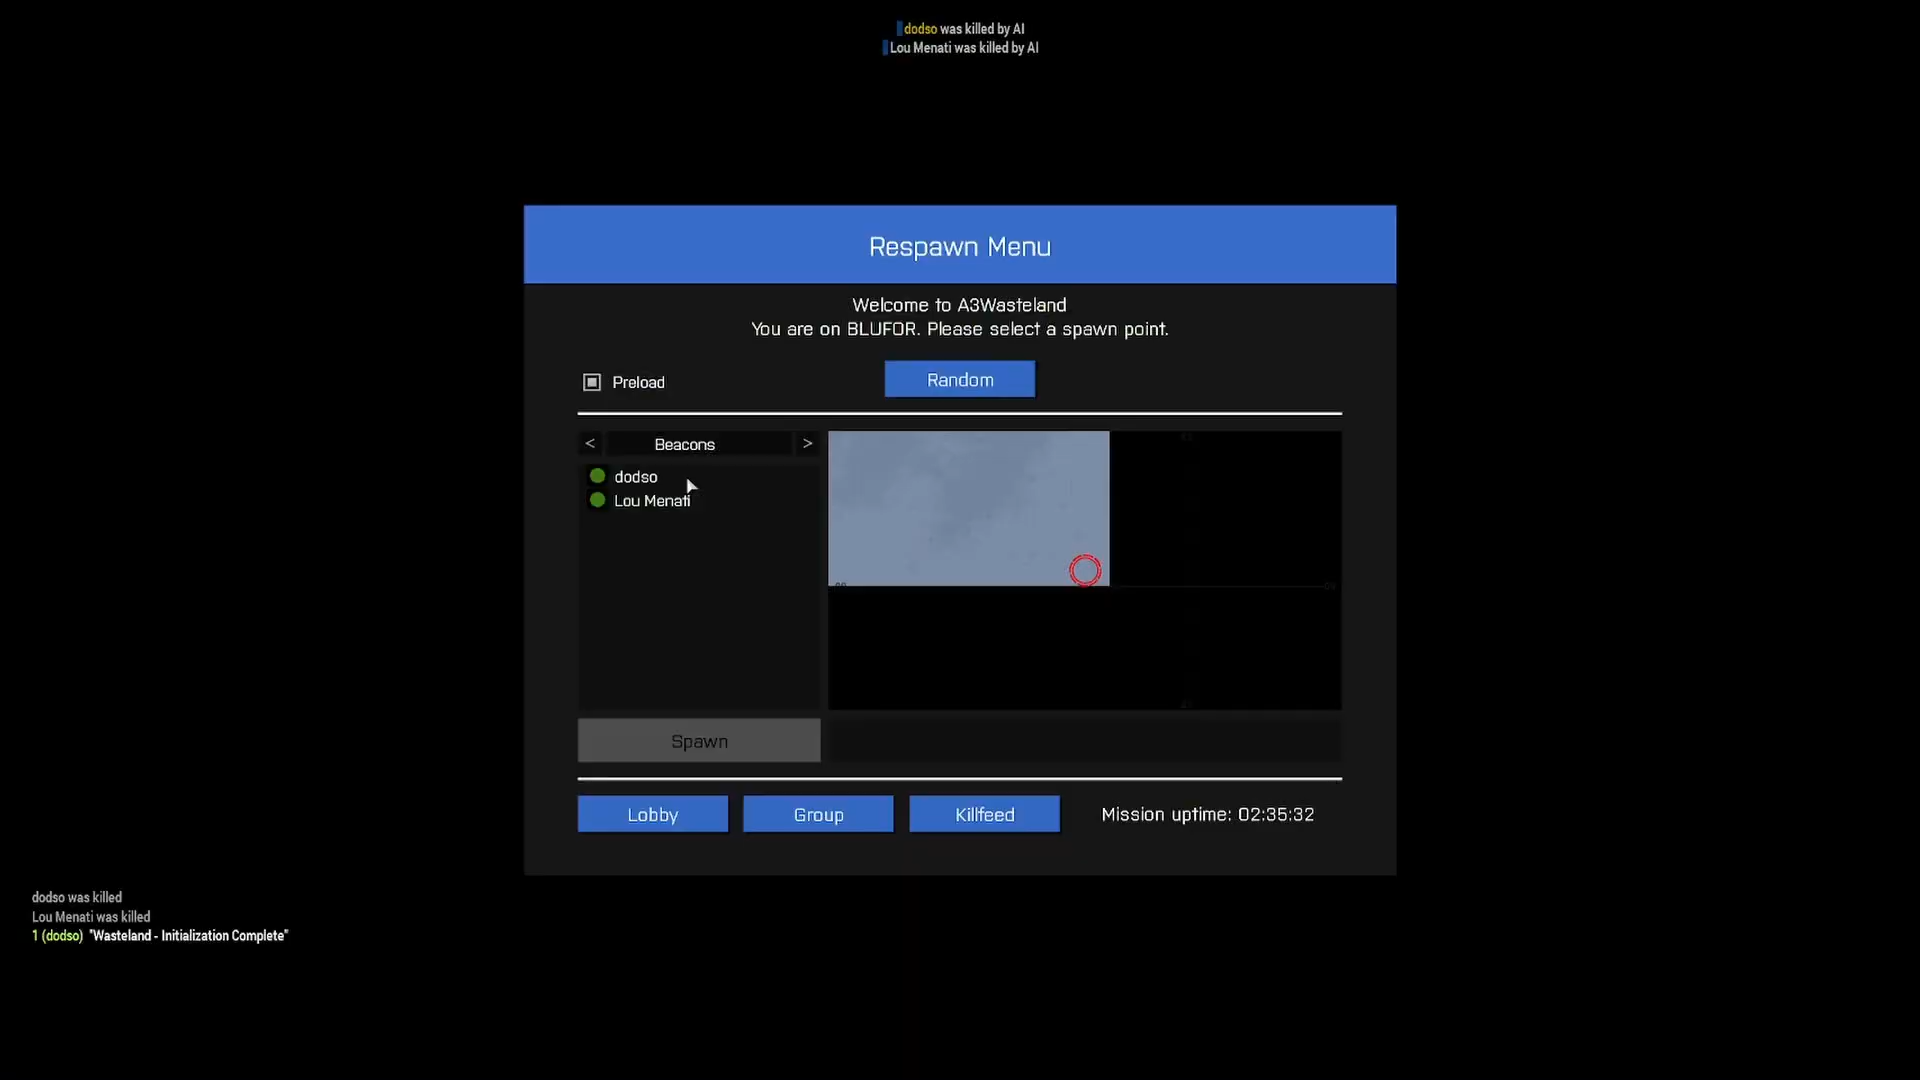 dodso was killed by AI
Lou Menati was killed by AI
Respawn Menu
Welcome to A3Wasteland
You are on BLUFOR. Please select a spawn point.
Preload
Random
< Beacons >
dodso
Lou Menati
Spawn
Lobby Group Killfeed Mission uptime: 02:35:32
dodso was killed
Lou Menati was killed
1 (dodso) "Wasteland - Initialization Complete"